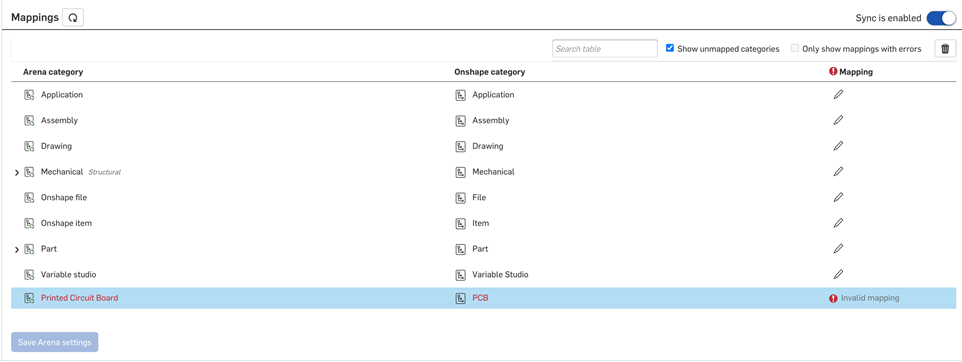 Mappings
Sync is enabled
Search table Show unmapped categories Only show mappings with errors
Arena category Onshape category Mapping
Application Application
Assembly Assembly
Drawing Drawing
Mechanical Structural Mechanical
Onshape file File
Onshape item Item
Part Part
Variable studio Variable Studio
Printed Circuit Board PCB Invalid mapping
Save Arena settings